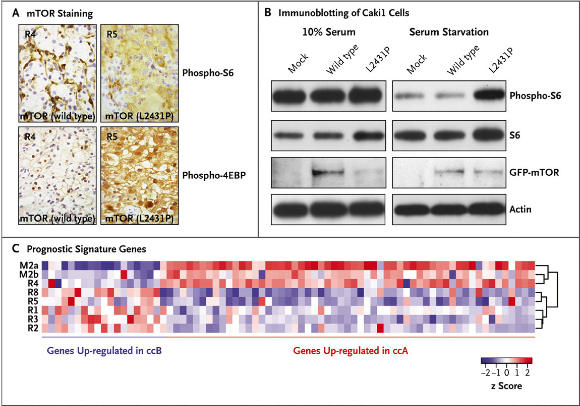 A mTOR Staining
R4
R5
mTOR (wild type)
mTOR (L2431P)
Phospho-S6
R4
R5
mTOR (wild type)
mTOR (L2431P)
Phospho-4EBP
B Immunoblotting of Caki1 Cells
10% Serum
Serum Starvation
Mock
Wild type
L2431P
Mock
Wild type
L2431P
Phospho-S6
S6
GFP-mTOR
Actin
C Prognostic Signature Genes
M2a
M2b
R4
R8
R5
R1
R3
R2
Genes Up-regulated in ccB
Genes Up-regulated in ccA
−2 −1 0 1 2
z Score